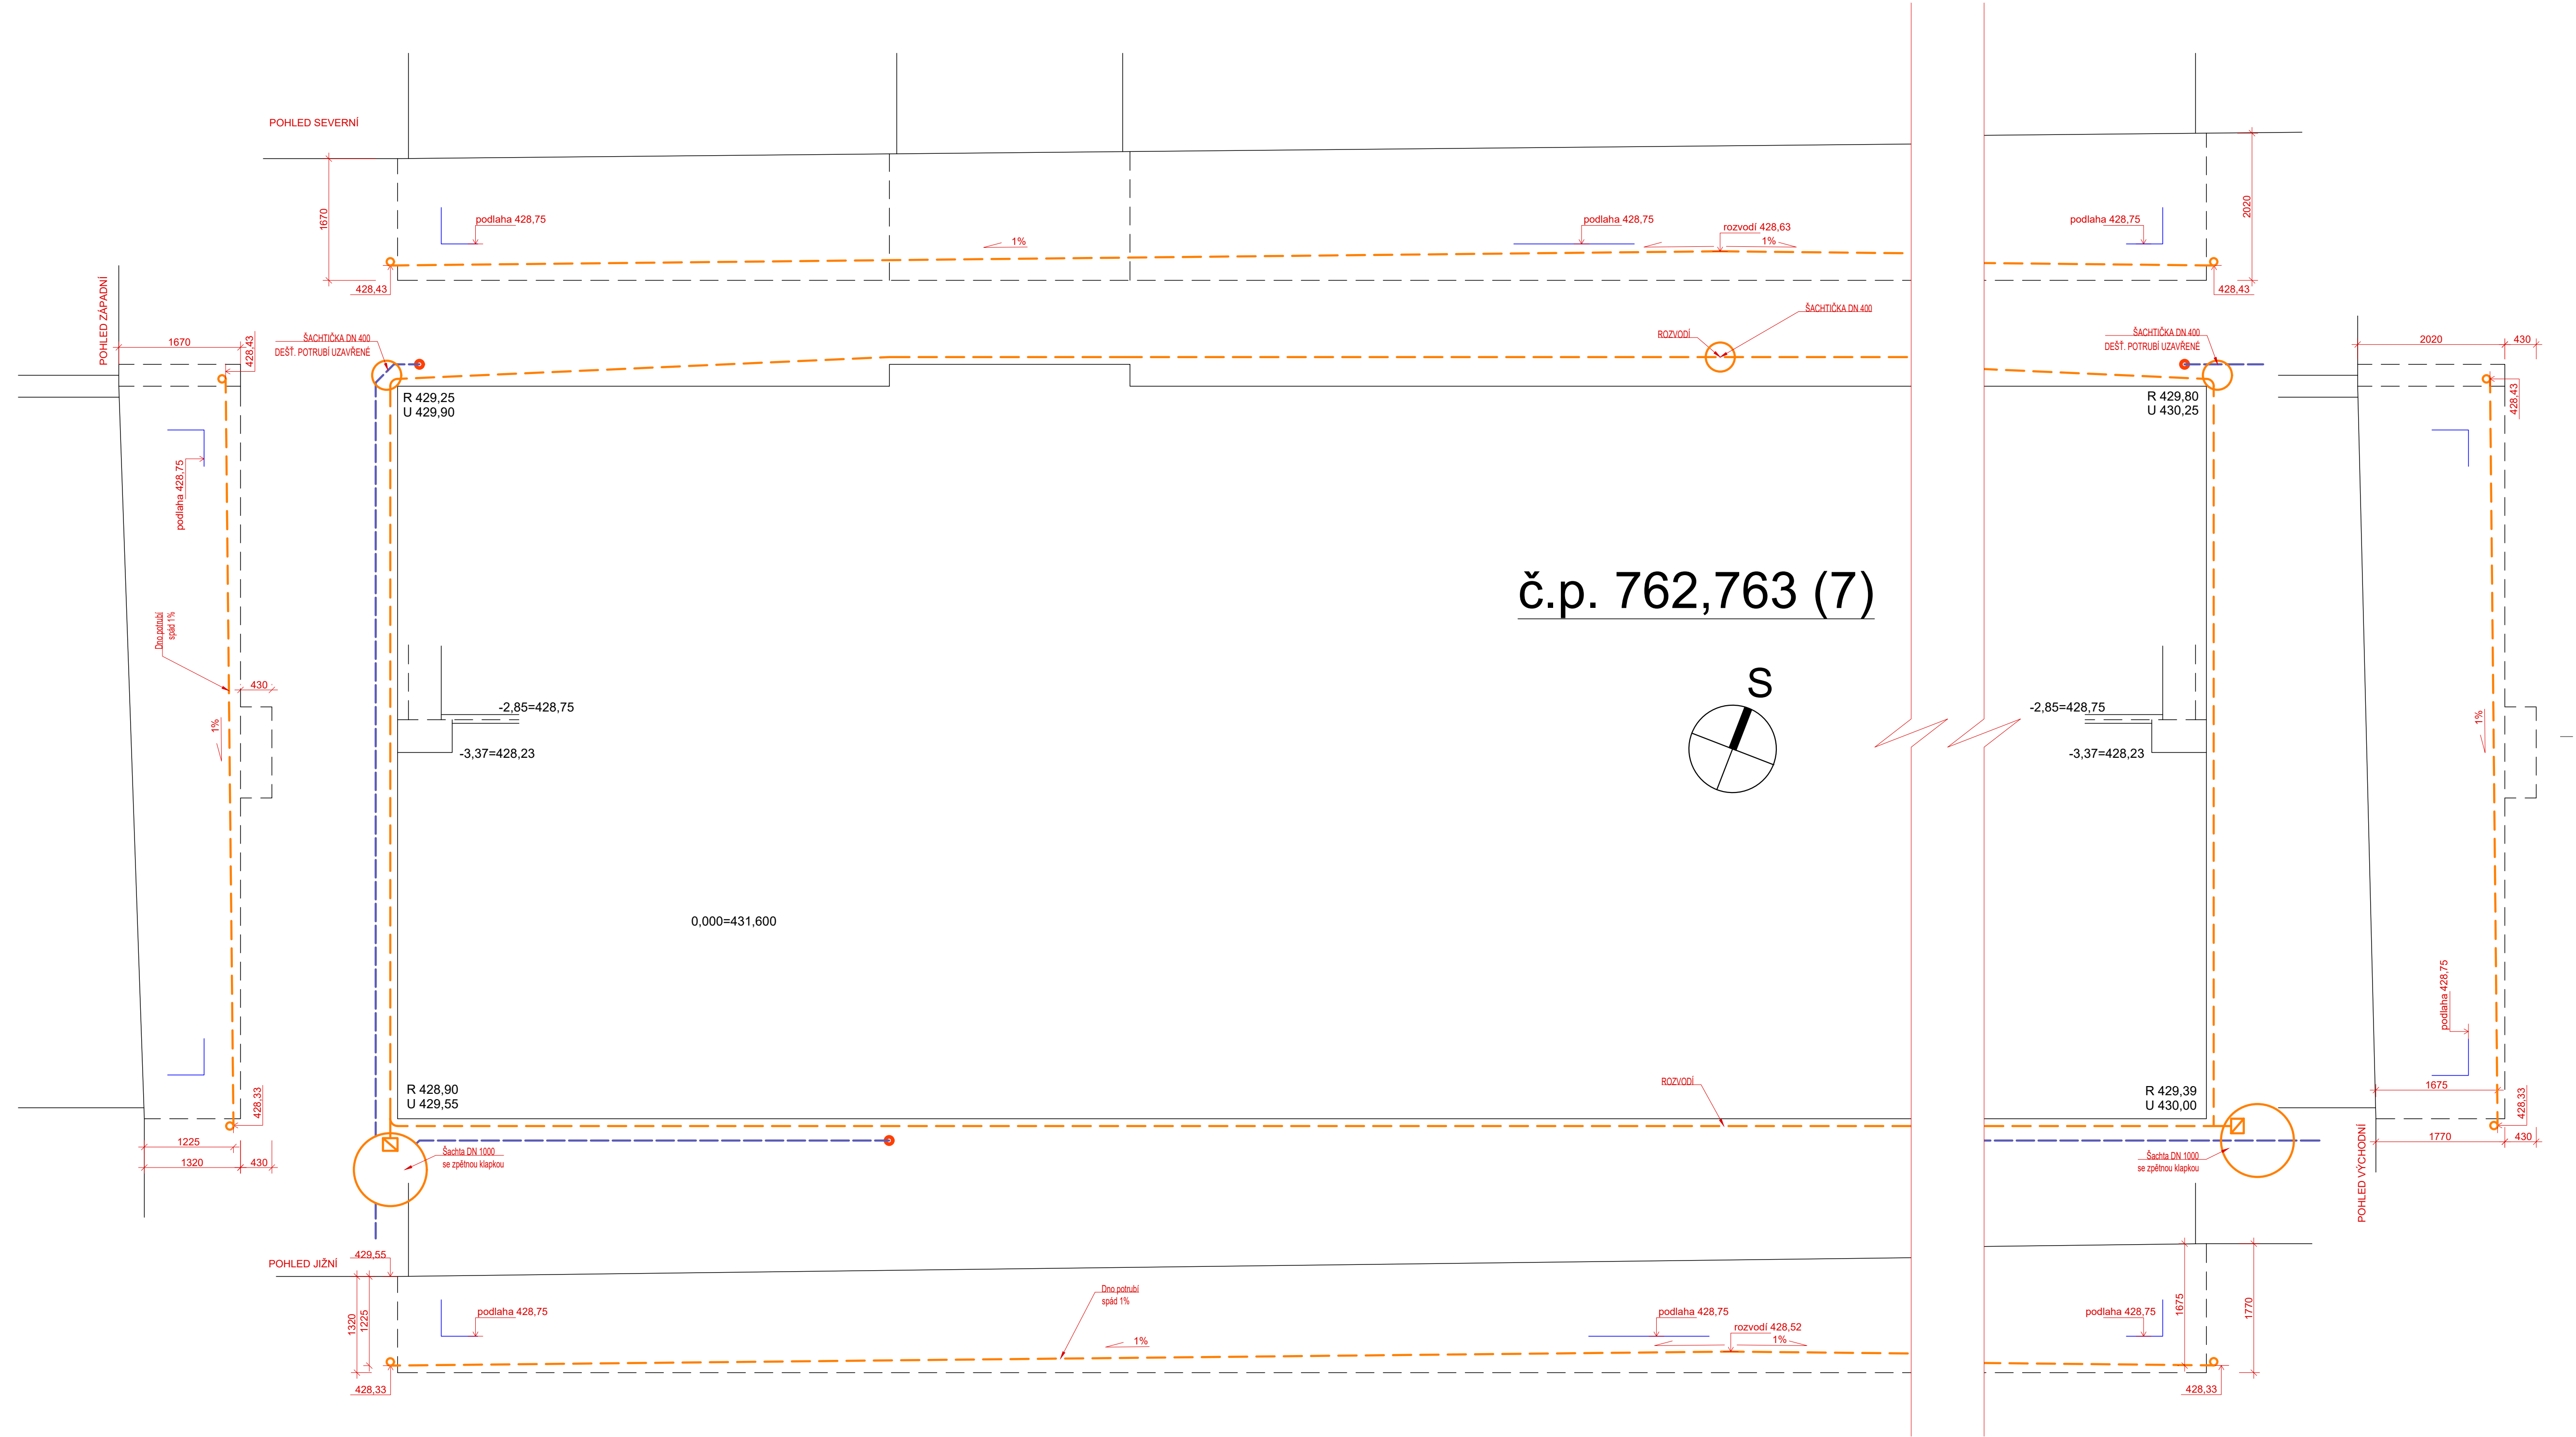 POHLED SEVERNÍ
1670
2020
podlaha 428,75
1%
podlaha 428,75
rozvodí 428,63
1%
podlaha 428,75
428,43
428,43
POHLED ZÁPADNÍ
1670
428,43
ŠACHTIČKA DN 400
DEŠŤ. POTRUBÍ UZAVŘENÉ
ROZVODÍ
ŠACHTIČKA DN 400
ŠACHTIČKA DN 400
DEŠŤ. POTRUBÍ UZAVŘENÉ
2020
430
428,43
R 429,25
U 429,90
R 429,80
U 430,25
podlaha 428,75
č.p. 762,763 (7)
S
Dno potrubí
spád 1%
430
1%
-2,85=428,75
-3,37=428,23
-2,85=428,75
-3,37=428,23
1%
0,000=431,600
podlaha 428,75
R 428,90
U 429,55
ROZVODÍ
R 429,39
U 430,00
428,33
1675
428,33
1225
1320
430
Šachta DN 1000
se zpětnou klapkou
Šachta DN 1000
se zpětnou klapkou
1770
430
POHLED VÝCHODNÍ
POHLED JIŽNÍ
429,55
1320
1225
podlaha 428,75
Dno potrubí
spád 1%
1%
podlaha 428,75
rozvodí 428,52
1%
podlaha 428,75
1675
1770
428,33
428,33